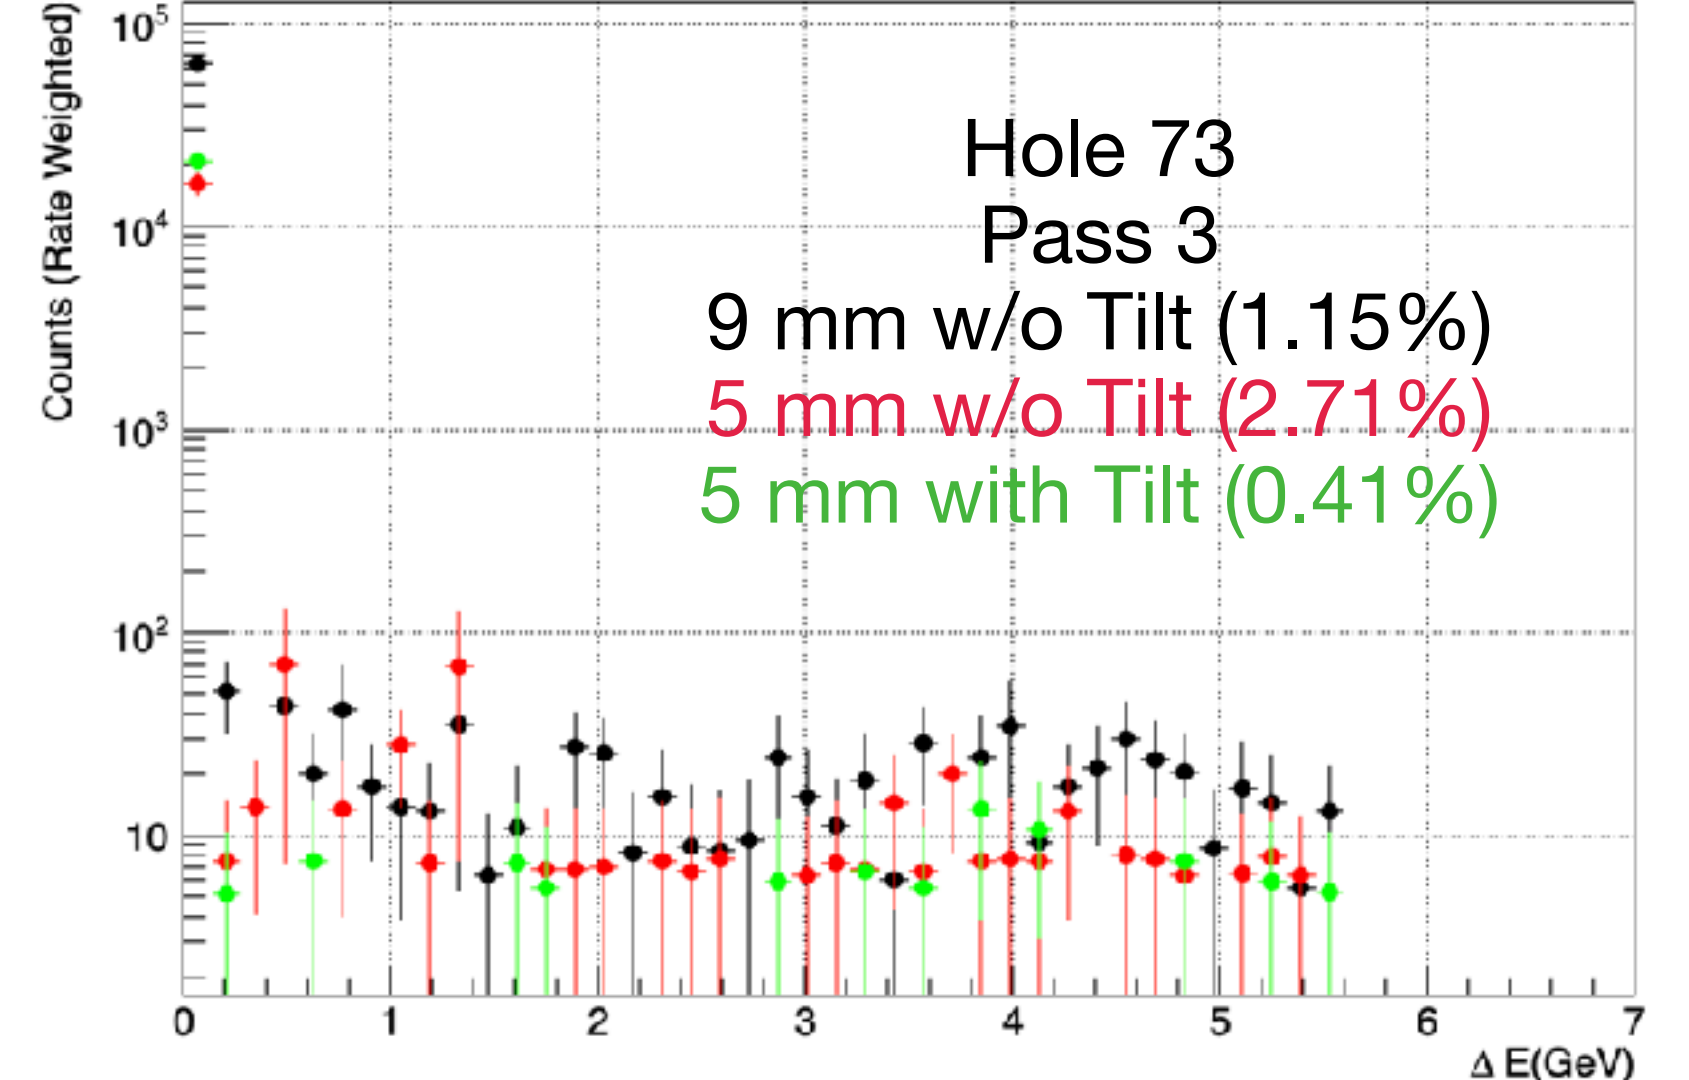 Counts (Rate Weighted)
10⁵
10⁴
10³
10²
10
Hole 73
Pass 3
9 mm w/o Tilt (1.15%)
5 mm w/o Tilt (2.71%)
5 mm with Tilt (0.41%)
0 1 2 3 4 5 6 7
Δ E(GeV)